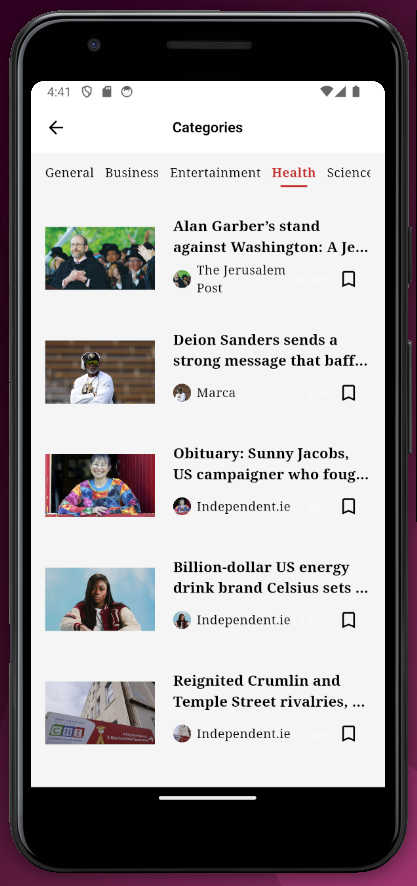 4:41
Categories
General Business Entertainment Health Science
Alan Garber’s stand
against Washington: A Je...
The Jerusalem
Post
Deion Sanders sends a
strong message that baff...
Marca
Obituary: Sunny Jacobs,
US campaigner who foug...
Independent.ie
Billion-dollar US energy
drink brand Celsius sets ...
Independent.ie
Reignited Crumlin and
Temple Street rivalries, ...
Independent.ie